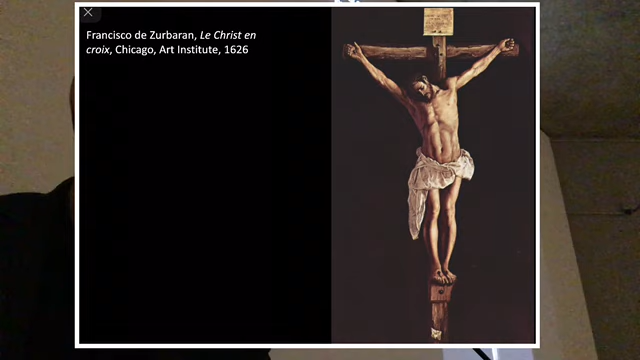 Francisco de Zurbaran, Le Christ en
croix, Chicago, Art Institute, 1626